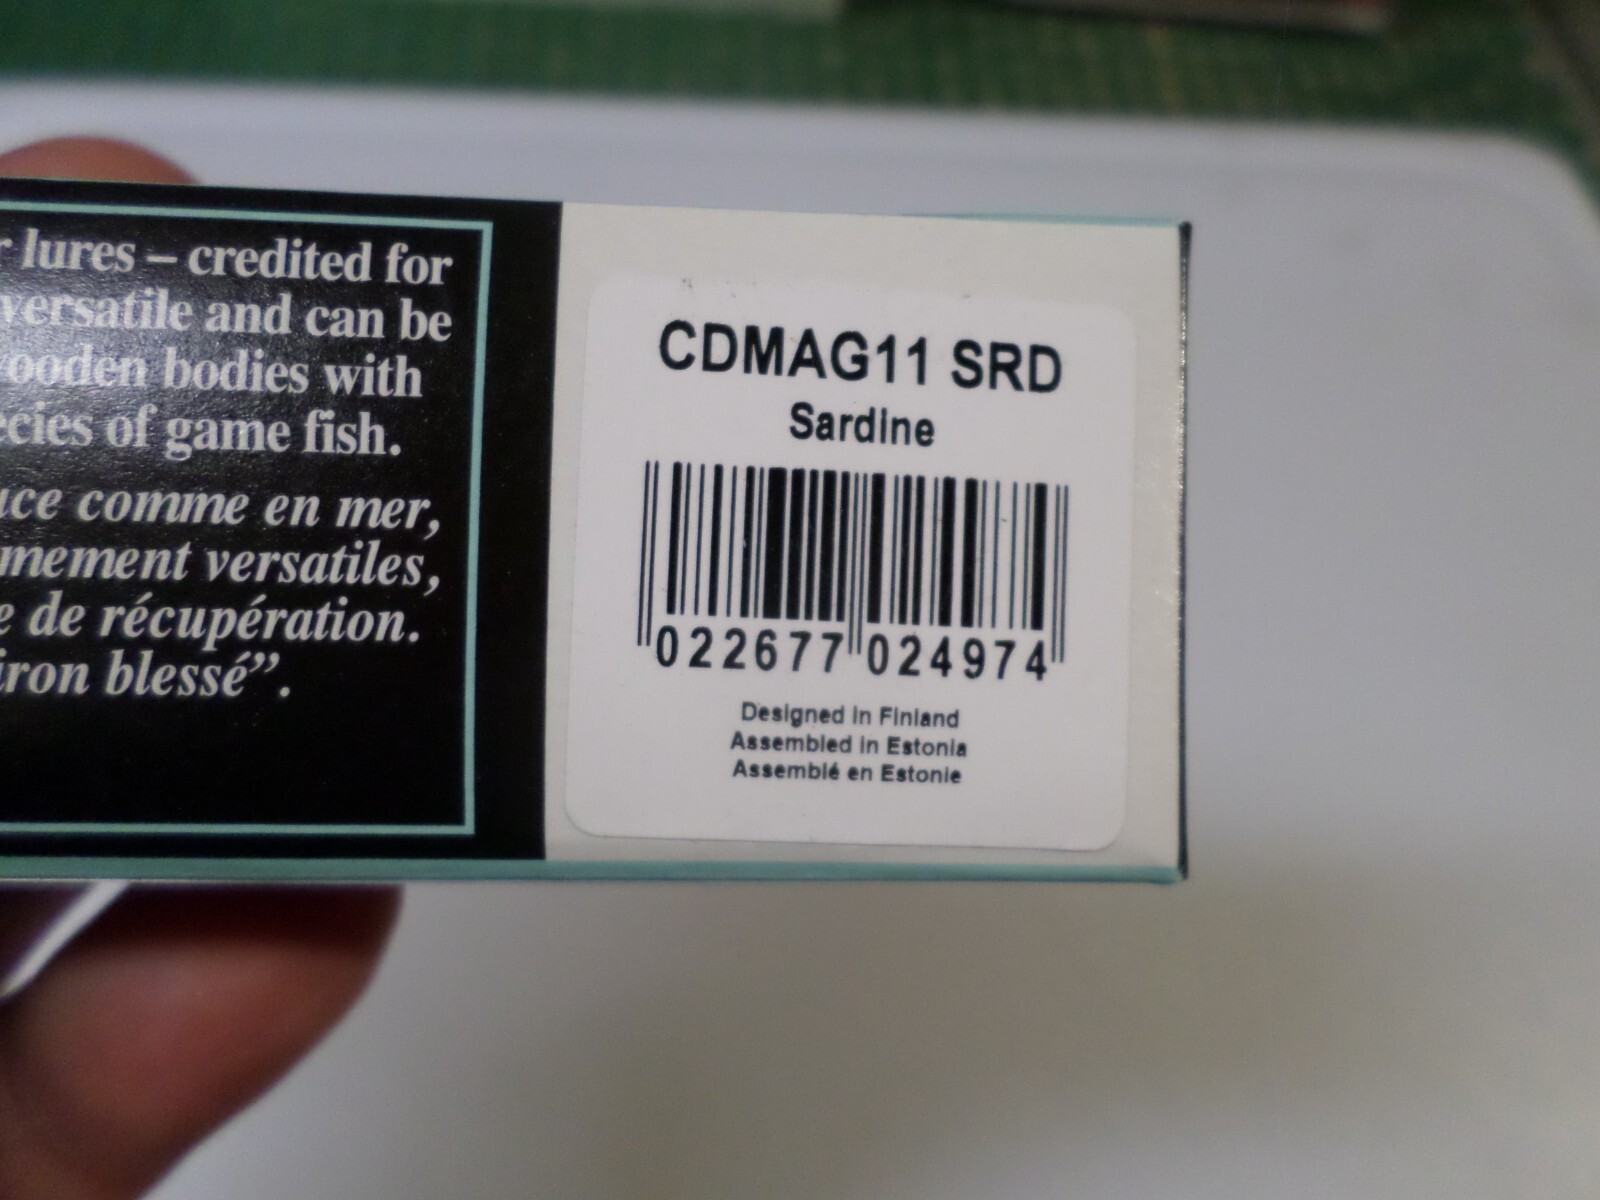 lures – credited for
versatile and can be
ooden bodies with
ecies of game fish.
uce comme en mer,
mement versatiles,
e de récupération.
iron blessé”.
CDMAG11 SRD
Sardine
022677 024974
Designed in Finland
Assembled in Estonia
Assemblé en Estonie